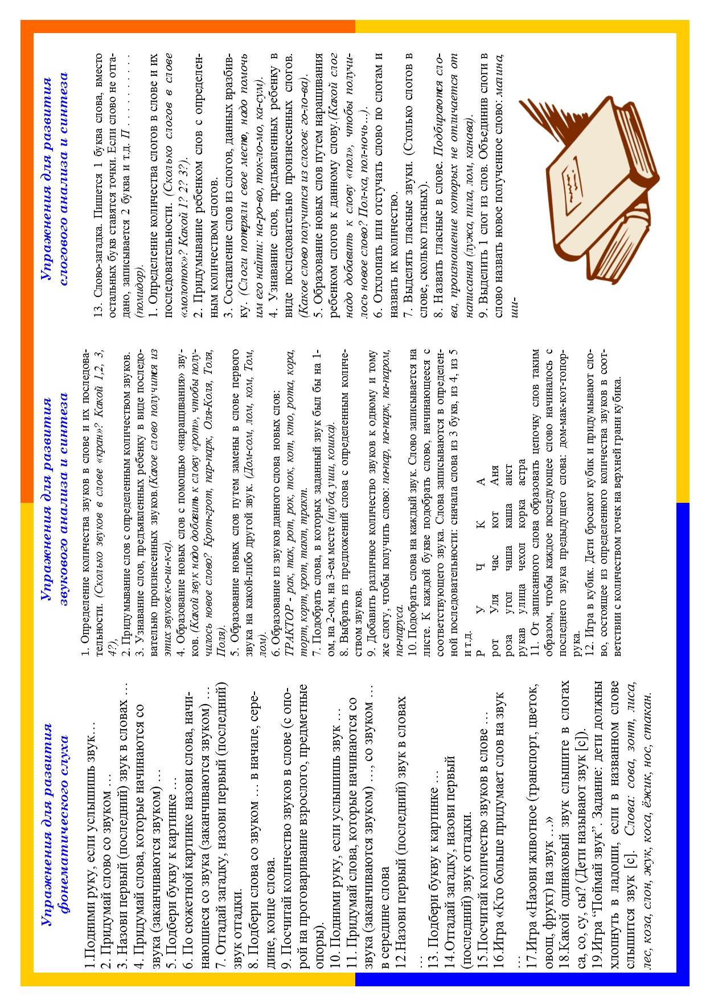 Упражнения для развития
фонематического слуха
1.Подними руку, если услышишь звук…
2. Придумай слово со звуком …
3. Назови первый (последний) звук в словах …
4. Придумай слова, которые начинаются со
звука (заканчиваются звуком) …
5. Подбери букву к картинке …
6. По сюжетной картинке назови слова, начи-
нающиеся со звука (заканчиваются звуком) …
7. Отгадай загадку, назови первый (последний)
звук отгадки.
8. Подбери слова со звуком … в начале, сере-
дине, конце слова.
9. Посчитай количество звуков в слове (с опо-
рой на проговаривание взрослого, предметные
опоры).
10. Подними руку, если услышишь звук …
11. Придумай слова, которые начинаются со
звука (заканчиваются звуком) …, со звуком …
в середине слова
12.Назови первый (последний) звук в словах
…
13. Подбери букву к картинке …
14.Отгадай загадку, назови первый
(последний) звук отгадки.
15.Посчитай количество звуков в слове …
16.Игра «Кто больше придумает слов на звук
…
17.Игра «Назови животное (транспорт, цветок,
овощ, фрукт) на звук …»
18.Какой одинаковый звук слышите в слогах
са, со, су, сы? (Дети называют звук [с]).
19.Игра “Поймай звук”. Задание: дети должны
хлопнуть в ладоши, если в названном слове
слышится звук [с]. Слова: сова, зонт, лиса,
лес, коза, слон, жук, коса, ёжик, нос, стакан.
Упражнения для развития
звукового анализа и синтеза
1. Определение количества звуков в слове и их последова-
тельности. (Сколько звуков в слове «кран»? Какой 1,2, 3,
4?),
2. Придумывание слов с определенным количеством звуков.
3. Узнавание слов, предъявленных ребенку в виде последо-
вательно произнесенных звуков.(Какое слово получится из
этих звуков:к-о-ш-к-а).
4. Образование новых слов с помощью «наращивания» зву-
ков. (Какой звук надо добавить к слову «рот», чтобы полу-
чилось новое слово? Крот-грот, пар-парк, Оля-Коля, Толя,
Поля).
5. Образование новых слов путем замены в слове первого
звука на какой-либо другой звук. (Дом-сом, лом, ком, Том,
лом).
6. Образование из звуков данного слова новых слов:
ТРАКТОР - рак, так, рот, рок, ток, кот, кто, рота, кора,
торт, корт, крот, такт, тракт.
7. Подобрать слова, в которых заданный звук был бы на 1-
ом, на 2-ом, на 3-ем месте (шуба, уши, кошка).
8. Выбрать из предложений слова с определенным количе-
ством звуков.
9. Добавить различное количество звуков к одному и тому
же слогу, чтобы получить слово: па-пар, па-парк, па-паром,
па-паруса.
10. Подобрать слова на каждый звук. Слово записывается на
листе. К каждой букве подобрать слово, начинающееся с
соответствующего звука. Слова записываются в определен-
ной последовательности: сначала слова из 3 букв, из 4, из 5
и т.д.
Р У Ч К А
рот Уля час кот Аня
роза угол чаша каша аист
рукав улица чехол корка астра
11. От записанного слова образовать цепочку слов таким
образом, чтобы каждое последующее слово начиналось с
последнего звука предыдущего слова: дом-мак-кот-топор-
рука.
12. Игра в кубик. Дети бросают кубик и придумывают сло-
во, состоящее из определенного количества звуков в соот-
ветствии с количеством точек на верхней грани кубика.
Упражнения для развития
слогового анализа и синтеза
13. Слово-загадка. Пишется 1 буква слова, вместо
остальных букв ставятся точки. Если слово не отга-
дано, записывается 2 буква и т.д. П . . . . . . . . . . .
(помидор).
1. Определение количества слогов в слове и их
последовательности. (Сколько слогов в слове
«молоток»? Какой 1? 2? 3?).
2. Придумывание ребенком слов с определен-
ным количеством слогов.
3. Составление слов из слогов, данных вразбив-
ку. (Слоги потеряли свое место, надо помочь
им его найти: на-ро-во, ток-ло-мо, ка-сум).
4. Узнавание слов, предъявленных ребенку в
виде последовательно произнесенных слогов.
(Какое слово получится из слогов: го-ло-ва).
5. Образование новых слов путем наращивания
ребенком слогов к данному слову.(Какой слог
надо добавить к слову «пол», чтобы получи-
лось новое слово? Пол-ка, пол-ночь…).
6. Отхлопать или отстучать слово по слогам и
назвать их количество.
7. Выделять гласные звуки. (Столько слогов в
слове, сколько гласных).
8. Назвать гласные в слове. Подбираются сло-
ва, произношение которых не отличается от
написания (лужа, пила, лом, канава).
9. Выделить 1 слог из слов. Объединив слоги в
слово назвать новое полученное слово: малина,
ши-